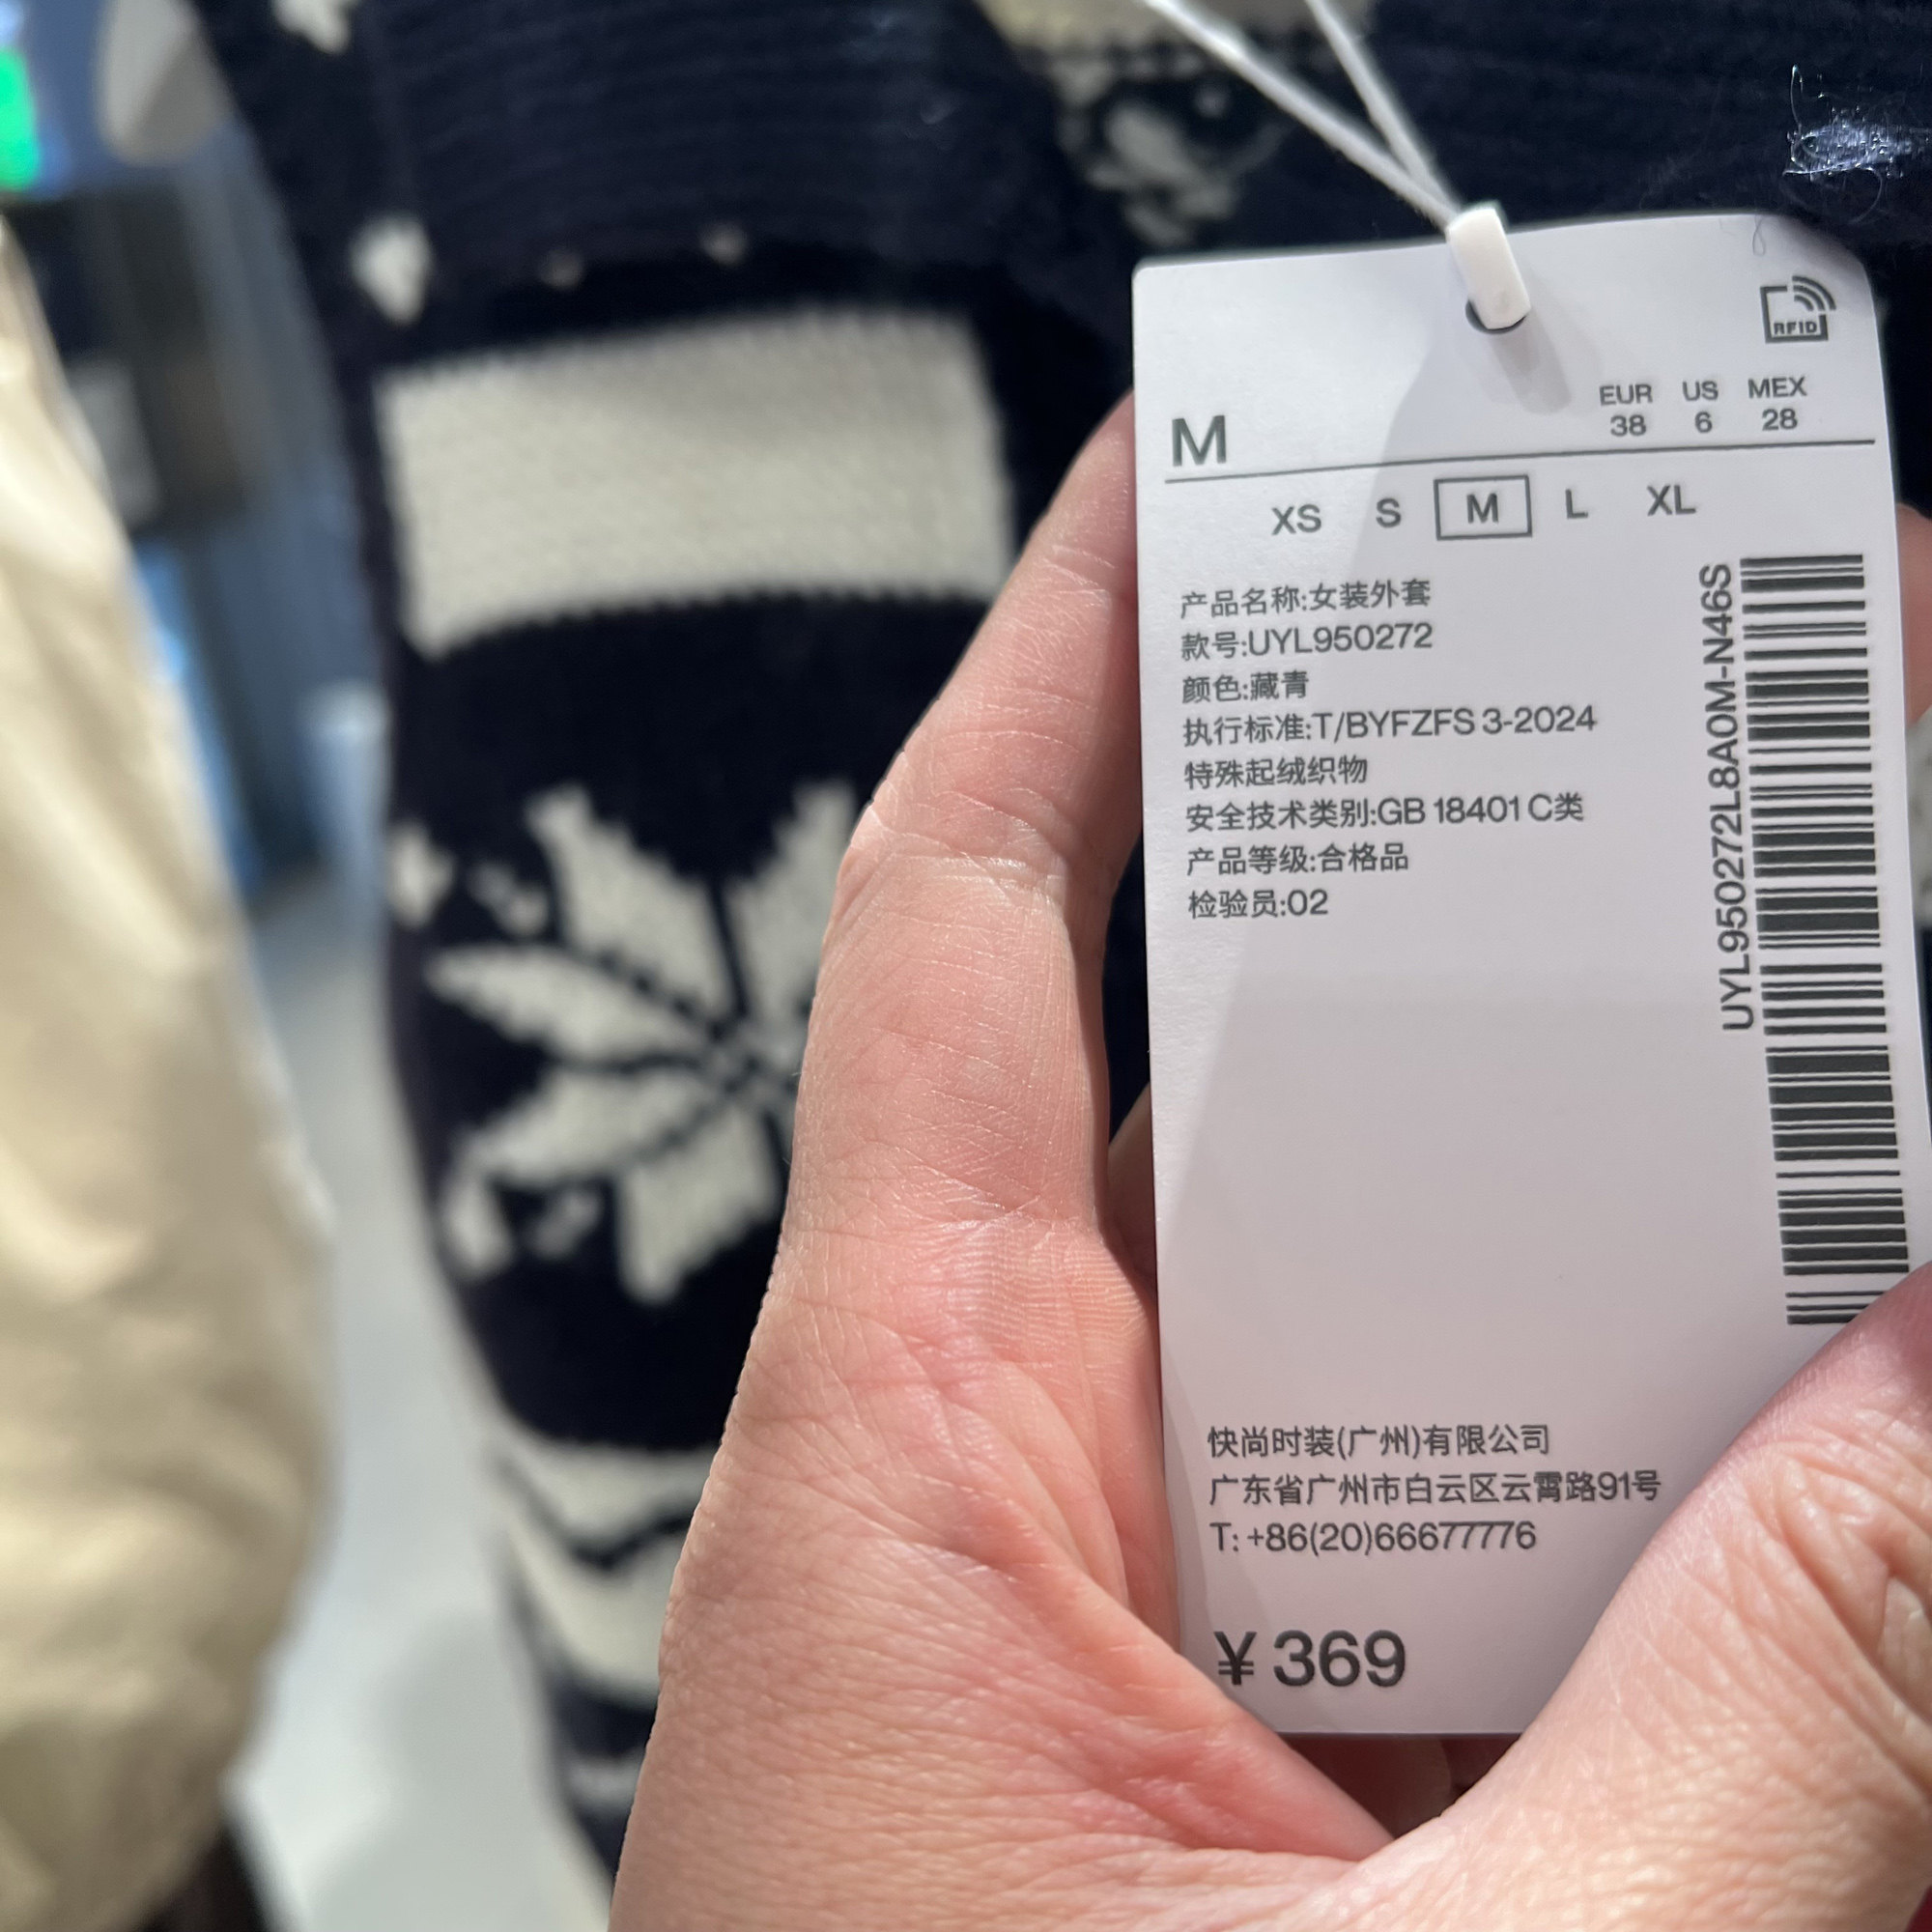 RFID
EUR US MEX
M 38 6 28
XS S M L XL
产品名称:女装外套
款号:UYL950272
颜色:藏青
执行标准:T/BYFZFS 3-2024
特殊起绒织物
安全技术类别:GB 18401 C类
产品等级:合格品
检验员:02
UYL950272L8A0M-N46S
快尚时装(广州)有限公司
广东省广州市白云区云霄路91号
T: +86(20)66677776
¥ 369